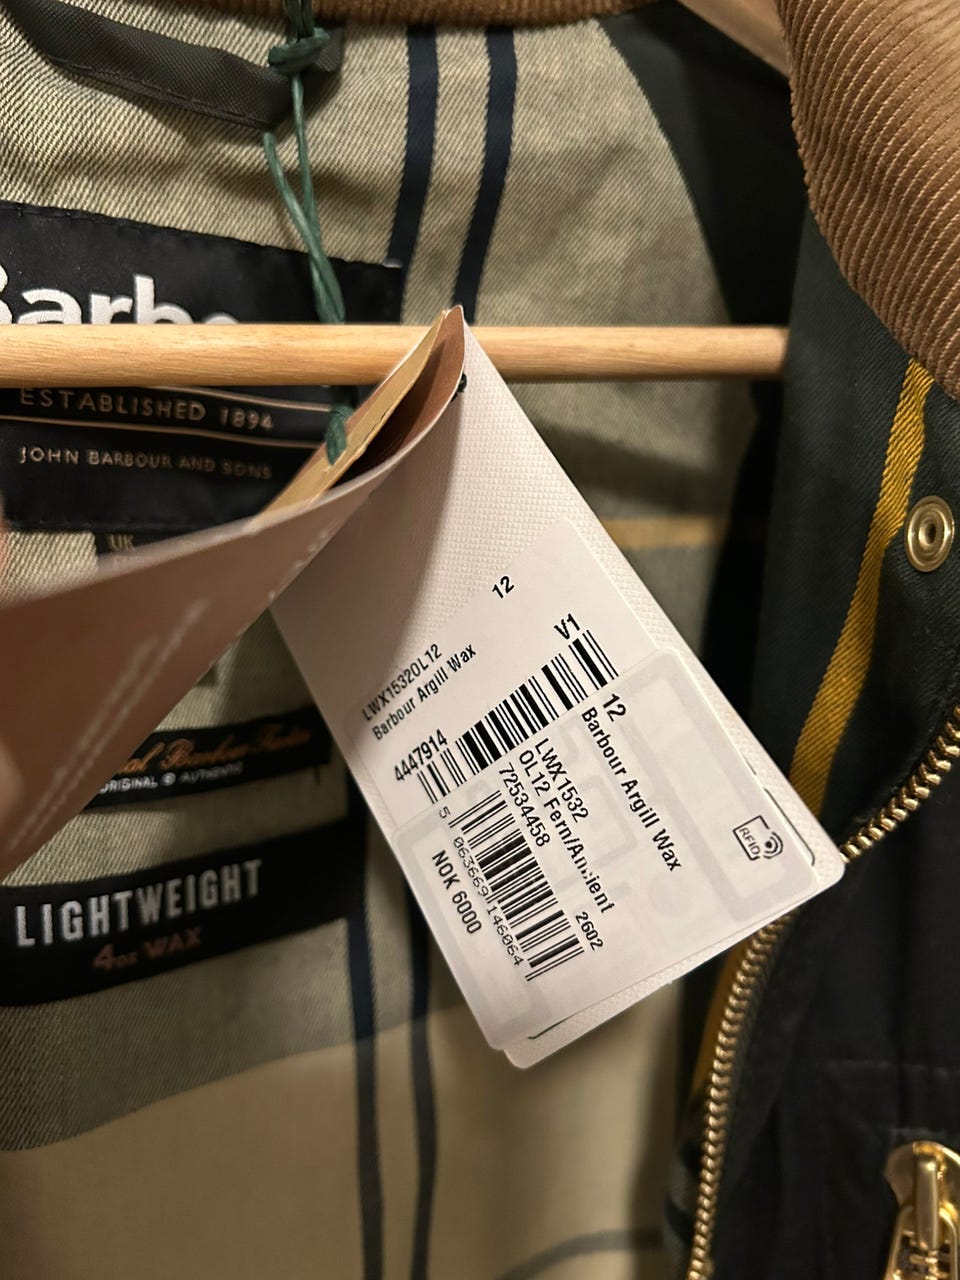 ESTABLISHED 1894
JOHN BARBOUR AND SONS
UK
ORIGINAL © AUTHENTIC
LIGHTWEIGHT
4oz WAX
12
LWX1532OL12
Barbour Argill Wax
V1
4447914
12
Barbour Argill Wax
LWX1532
OL12 Fern/Ancient
72534458
2602
5 063669 146064
NOK 6000
RFID